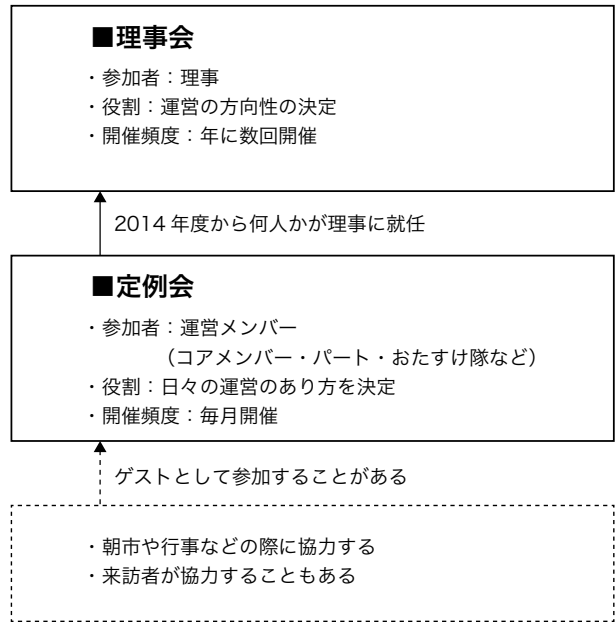 ■理事会
・参加者：理事
・役割：運営の方向性の決定
・開催頻度：年に数回開催
2014 年度から何人かが理事に就任
■定例会
・参加者：運営メンバー
（コアメンバー・パート・おたすけ隊など）
・役割：日々の運営のあり方を決定
・開催頻度：毎月開催
ゲストとして参加することがある
・朝市や行事などの際に協力する
・来訪者が協力することもある